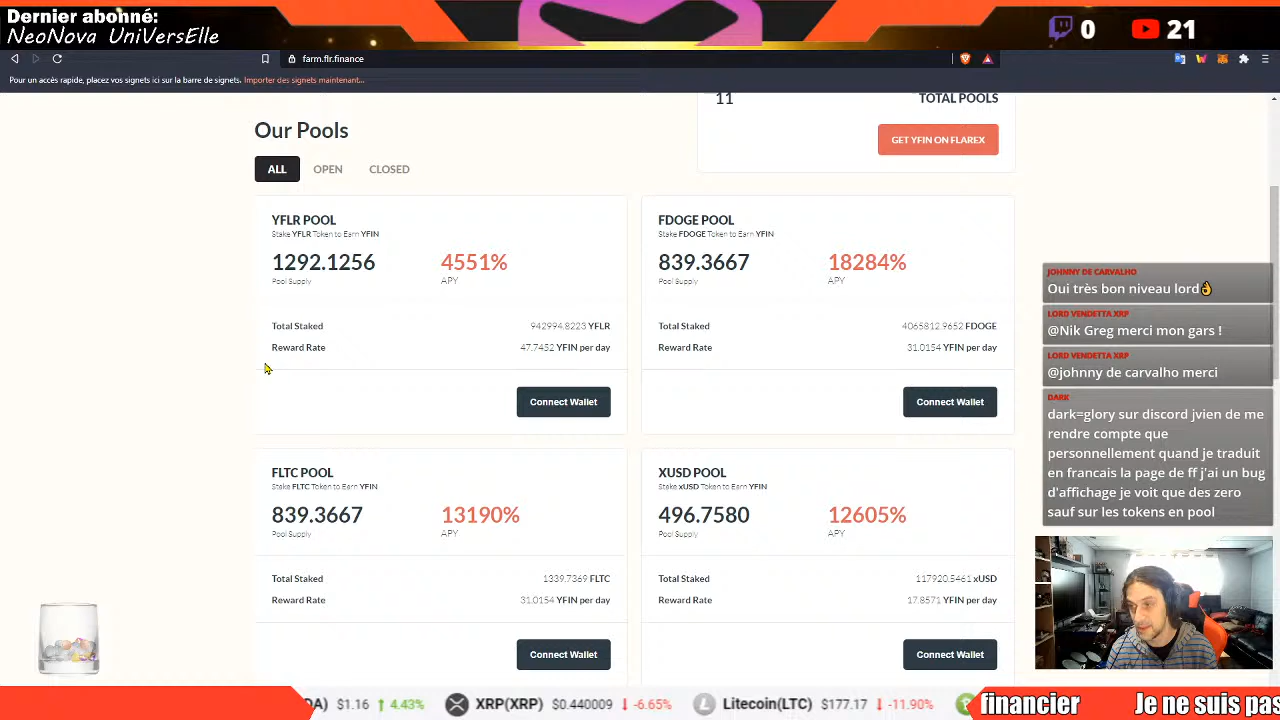 Dernier abonné:
NeoNova UniVersElle
0
21
farm.flr.finance
Pour un accès rapide, placez vos signets ici sur la barre de signets. Importer des signets maintenant...
11
TOTAL POOLS
GET YFIN ON FLAREX
Our Pools
ALL
OPEN
CLOSED
YFLR POOL
Stake YFLR Token to Earn YFIN
1292.1256
4551%
Pool Supply
APY
Total Staked
942994.8223 YFLR
Reward Rate
47.7452 YFIN per day
Connect Wallet
FDOGE POOL
Stake FDOGE Token to Earn YFIN
839.3667
18284%
Pool Supply
APY
Total Staked
4065812.9652 FDOGE
Reward Rate
31.0154 YFIN per day
Connect Wallet
FLTC POOL
Stake FLTC Token to Earn YFIN
839.3667
13190%
Pool Supply
APY
Total Staked
1339.7369 FLTC
Reward Rate
31.0154 YFIN per day
Connect Wallet
XUSD POOL
Stake xUSD Token to Earn YFIN
496.7580
12605%
Pool Supply
APY
Total Staked
117920.5461 xUSD
Reward Rate
17.8571 YFIN per day
Connect Wallet
JOHNNY DE CARVALHO
Oui très bon niveau lord👌
LORD VENDETTA XRP
@Nik Greg merci mon gars !
LORD VENDETTA XRP
@johnny de carvalho merci
DARK
dark=glory sur discord jvien de me
rendre compte que
personnellement quand je traduit
en francais la page de ff j'ai un bug
d'affichage je voit que des zero
sauf sur les tokens en pool
DA) $1.16 4.43% XRP(XRP) $0.440009 -6.65% Litecoin(LTC) $177.17 -11.90%
financier Je ne suis pas